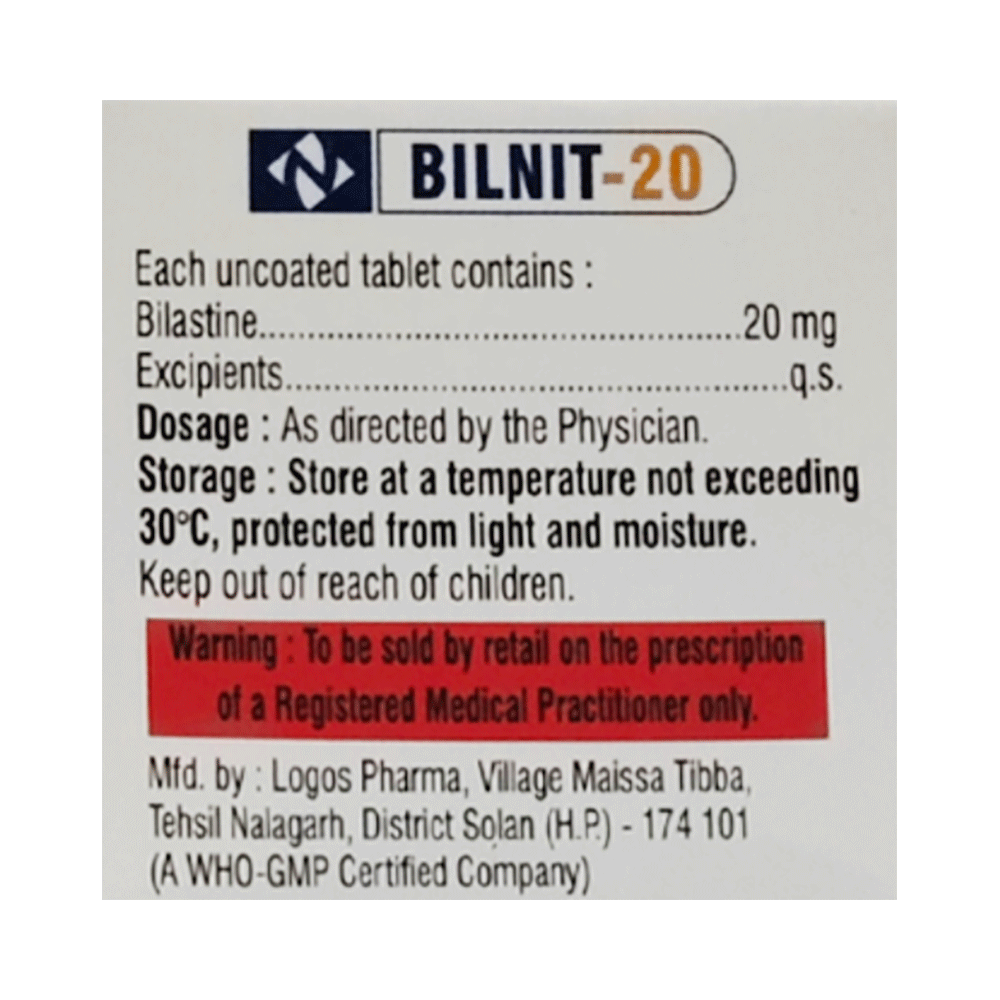 BILNIT-20
Each uncoated tablet contains :
Bilastine................................................20 mg
Excipients..................................................q.s.
Dosage : As directed by the Physician.
Storage : Store at a temperature not exceeding
30°C, protected from light and moisture.
Keep out of reach of children.
Warning : To be sold by retail on the prescription
of a Registered Medical Practitioner only.
Mfd. by : Logos Pharma, Village Maissa Tibba,
Tehsil Nalagarh, District Solan (H.P.) - 174 101
(A WHO-GMP Certified Company)